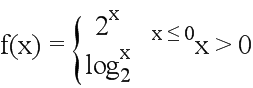 f(x) = { 2^x x ≤ 0
log_2^x x > 0